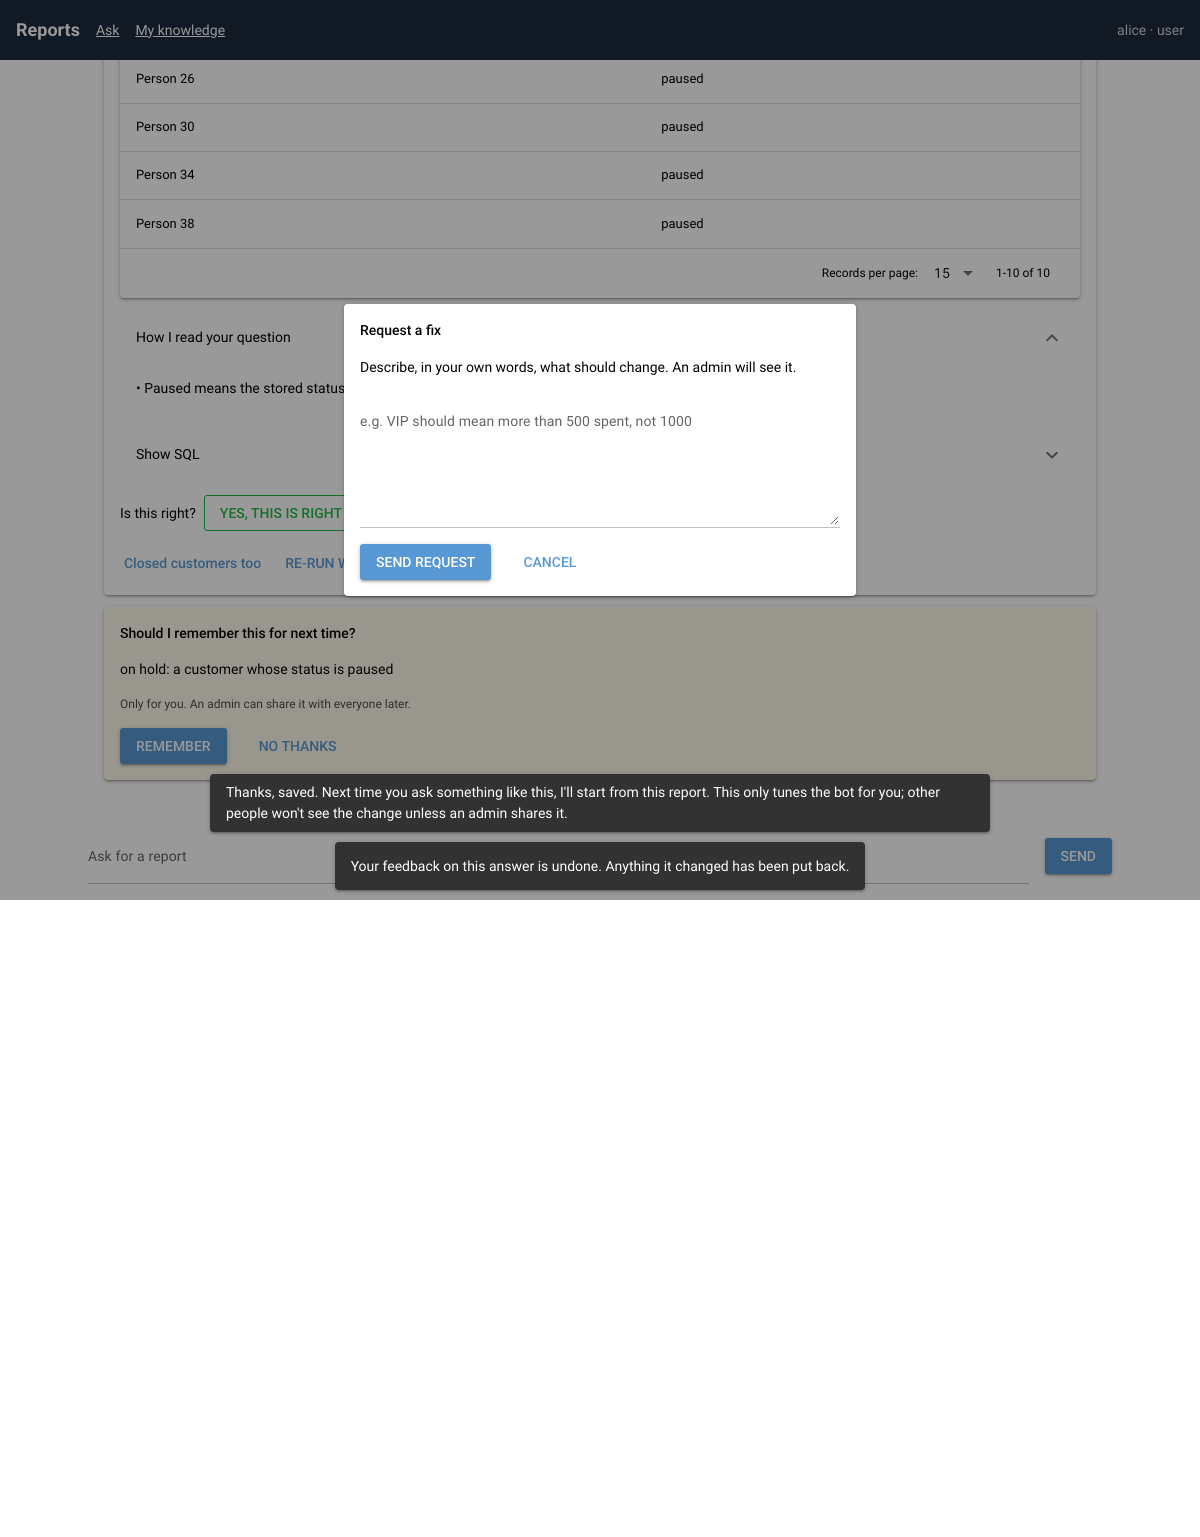 Reports Ask My knowledge alice · user
Person 26 paused
Person 30 paused
Person 34 paused
Person 38 paused
Records per page: 15 1-10 of 10
How I read your question
• Paused means the stored status
Show SQL
Is this right? YES, THIS IS RIGHT
Closed customers too RE-RUN
Request a fix
Describe, in your own words, what should change. An admin will see it.
e.g. VIP should mean more than 500 spent, not 1000
SEND REQUEST CANCEL
Should I remember this for next time?
on hold: a customer whose status is paused
Only for you. An admin can share it with everyone later.
REMEMBER NO THANKS
Thanks, saved. Next time you ask something like this, I'll start from this report. This only tunes the bot for you; other
people won't see the change unless an admin shares it.
Ask for a report
Your feedback on this answer is undone. Anything it changed has been put back.
SEND